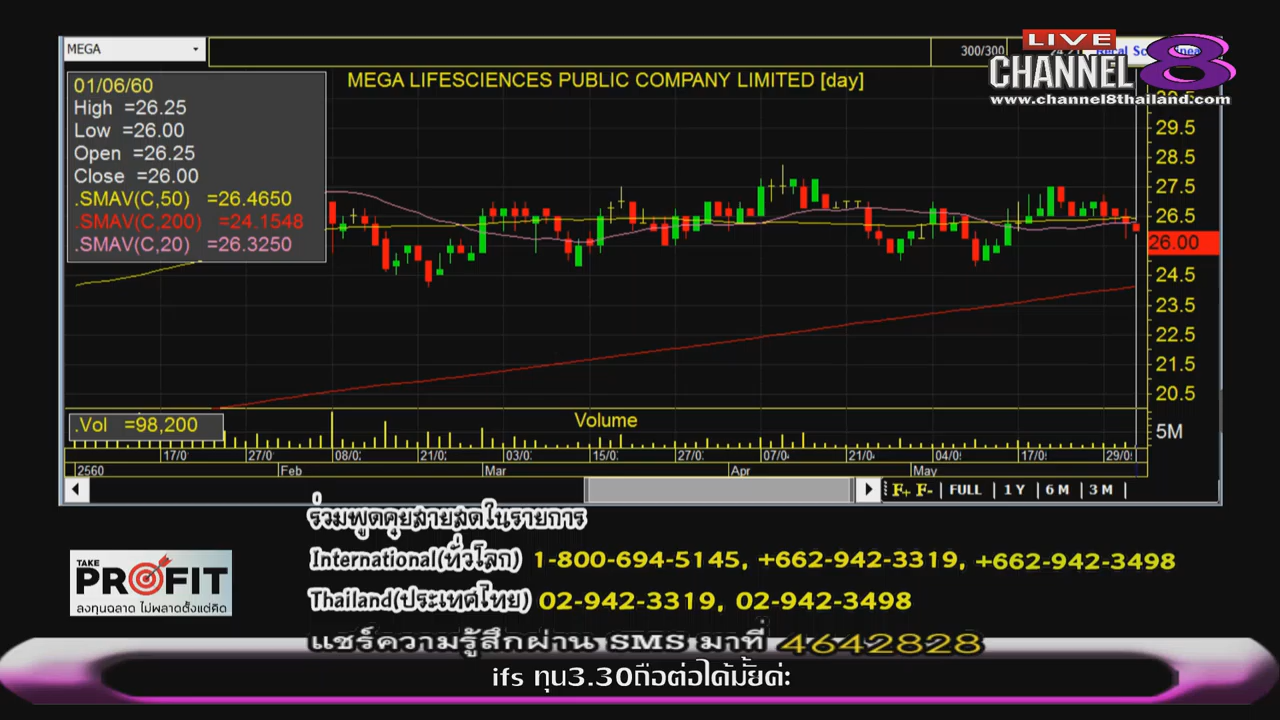 MEGA
300/300
LIVE
CHANNEL 8
www.channel8thailand.com
MEGA LIFESCIENCES PUBLIC COMPANY LIMITED [day]
01/06/60
High =26.25
Low =26.00
Open =26.25
Close =26.00
.SMAV(C,50) =26.4650
.SMAV(C,200) =24.1548
.SMAV(C,20) =26.3250
29.5
28.5
27.5
26.5
26.00
24.5
23.5
22.5
21.5
20.5
.Vol =98,200
Volume
5M
17/0 27/0 08/0 21/0 03/0 15/0 27/0 07/0 21/0 04/0 17/0 29/0
2560 Feb Mar Apr May
F+ F- | FULL | 1 Y | 6 M | 3 M |
ร่วมพูดคุยสายสดในรายการ
International(ทั่วโลก) 1-800-694-5145, +662-942-3319, +662-942-3498
TAKE
PROFIT
ลงทุนฉลาด ไม่พลาดตั้งแต่คิด
Thailand(ประเทศไทย) 02-942-3319, 02-942-3498
แชร์ความรู้สึกผ่าน SMS มาที่ 4642828
ifs ทุน3.30ถือต่อได้มั้ยค่ะ